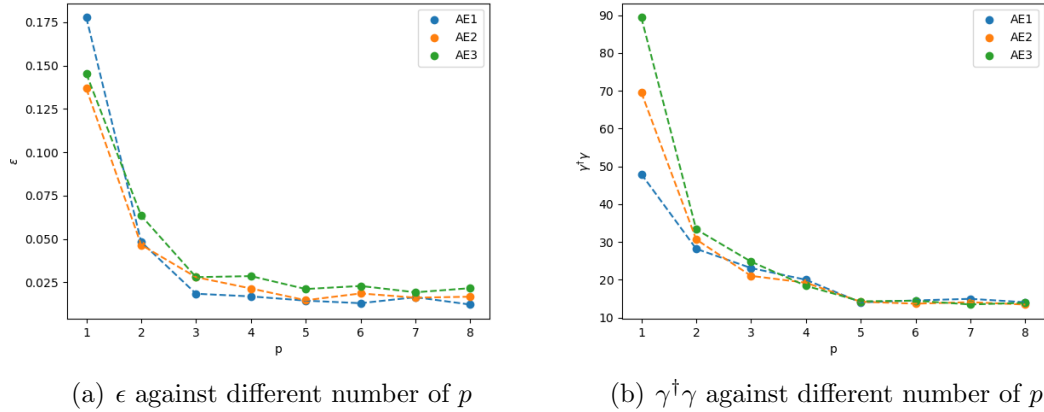 0.175
0.150
0.125
0.100
0.075
0.050
0.025
ε
1 2 3 4 5 6 7 8
p
AE1
AE2
AE3
(a) ϵ against different number of p
90
80
70
60
50
40
30
20
10
γ†γ
1 2 3 4 5 6 7 8
p
AE1
AE2
AE3
(b) γ†γ against different number of p